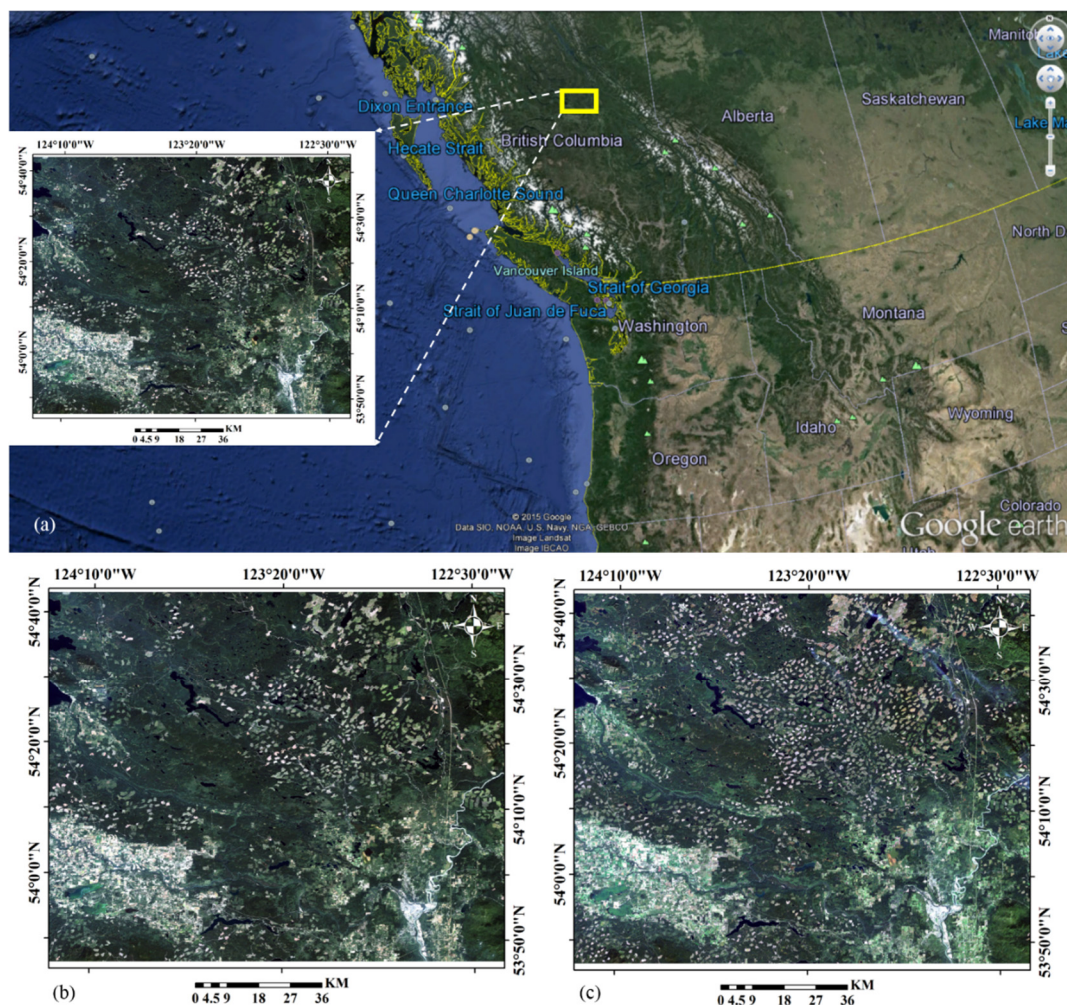 Manitob
Saskatchewan
Alberta
Dixon Entrance
Lake Ma
British Columbia
Hecate Strait
124°10'0"W 123°20'0"W 122°30'0"W
54°40'0"N
Queen Charlotte Sound
54°30'0"N
North D
Vancouver Island
54°20'0"N
Strait of Georgia
54°10'0"N
Strait of Juan de Fuca
Montana
Washington
54°0'0"N
53°50'0"N
Wyoming
KM
0 4.5 9 18 27 36
Idaho
Oregon
Colorado
(a)
© 2015 Google
Data SIO, NOAA, U.S. Navy, NGA, GEBCO
Image Landsat
Image IBCAO
Google earth
Utah
124°10'0"W 123°20'0"W 122°30'0"W
54°40'0"N
54°30'0"N
54°20'0"N
54°10'0"N
54°0'0"N
53°50'0"N
KM
0 4.5 9 18 27 36
(b)
124°10'0"W 123°20'0"W 122°30'0"W
54°40'0"N
54°30'0"N
54°20'0"N
54°10'0"N
54°0'0"N
53°50'0"N
KM
0 4.5 9 18 27 36
(c)